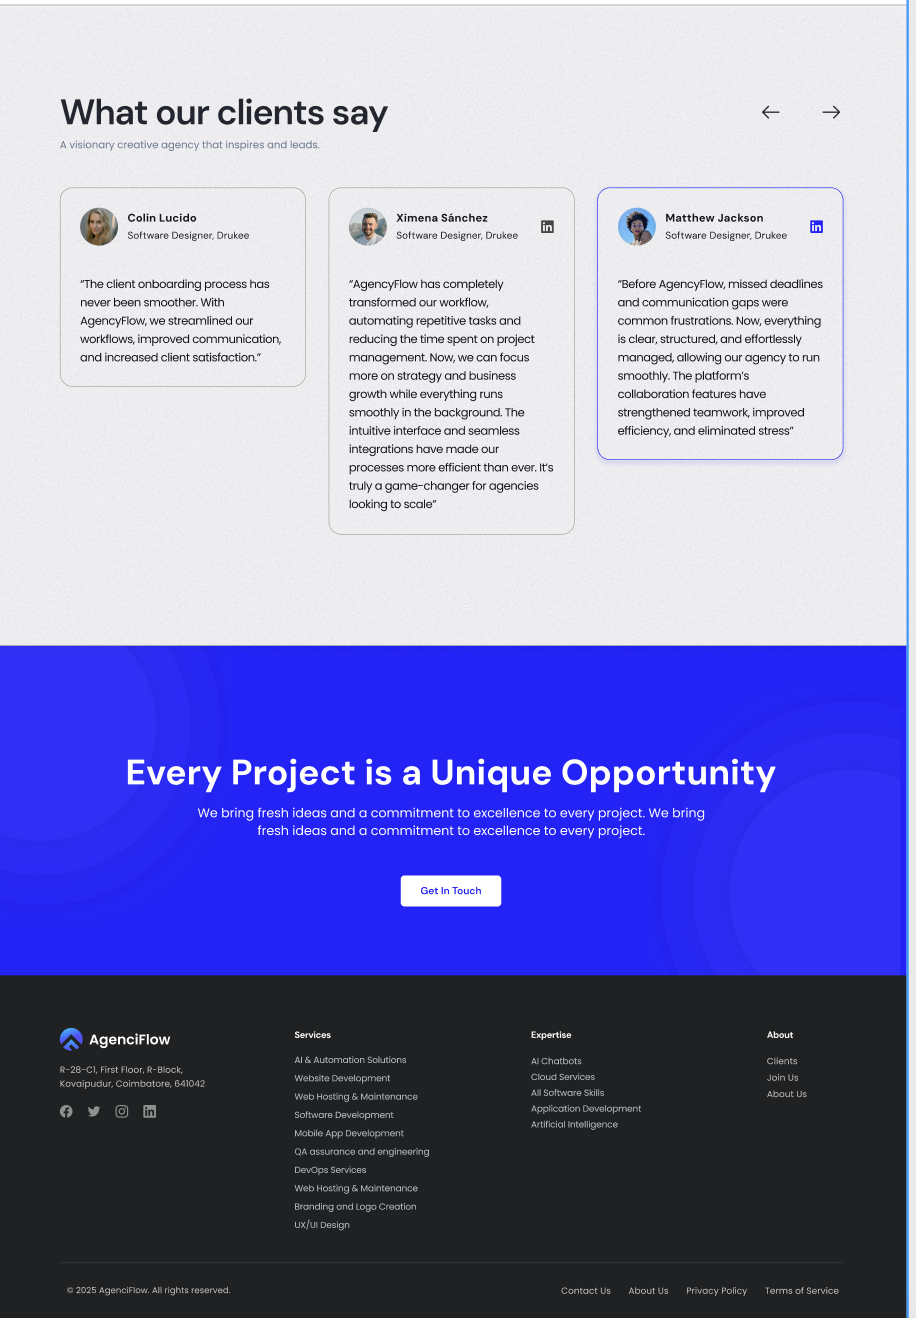 What our clients say
A visionary creative agency that inspires and leads.
Colin Lucido
Software Designer, Drukee
“The client onboarding process has
never been smoother. With
AgencyFlow, we streamlined our
workflows, improved communication,
and increased client satisfaction.”
Ximena Sánchez
Software Designer, Drukee
“AgencyFlow has completely
transformed our workflow,
automating repetitive tasks and
reducing the time spent on project
management. Now, we can focus
more on strategy and business
growth while everything runs
smoothly in the background. The
intuitive interface and seamless
integrations have made our
processes more efficient than ever. It’s
truly a game-changer for agencies
looking to scale”
Matthew Jackson
Software Designer, Drukee
“Before AgencyFlow, missed deadlines
and communication gaps were
common frustrations. Now, everything
is clear, structured, and effortlessly
managed, allowing our agency to run
smoothly. The platform’s
collaboration features have
strengthened teamwork, improved
efficiency, and eliminated stress”
Every Project is a Unique Opportunity
We bring fresh ideas and a commitment to excellence to every project. We bring
fresh ideas and a commitment to excellence to every project.
Get In Touch
AgenciFlow
R-28-C1, First Floor, R-Block,
Kovaipudur, Coimbatore, 641042
Services
AI & Automation Solutions
Website Development
Web Hosting & Maintenance
Software Development
Mobile App Development
QA assurance and engineering
DevOps Services
Web Hosting & Maintenance
Branding and Logo Creation
UX/UI Design
Expertise
AI Chatbots
Cloud Services
All Software Skills
Application Development
Artificial Intelligence
About
Clients
Join Us
About Us
© 2025 AgenciFlow. All rights reserved.
Contact Us About Us Privacy Policy Terms of Service